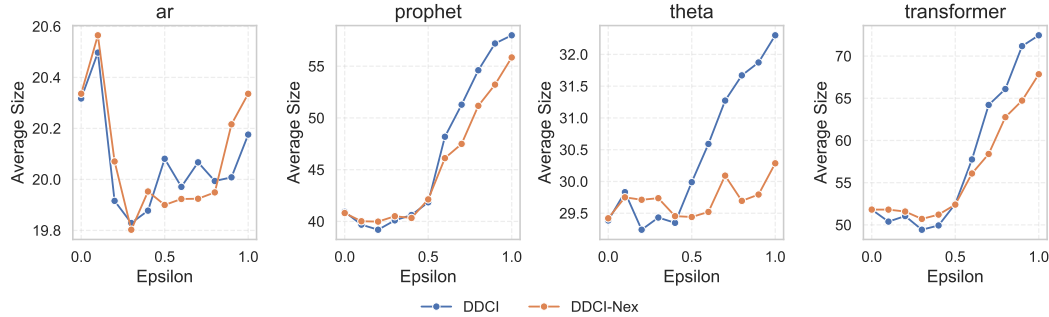 ar
prophet
theta
transformer
Average Size
20.6
20.4
20.2
20.0
19.8
0.0 0.5 1.0
Epsilon
Average Size
55
50
45
40
0.0 0.5 1.0
Epsilon
Average Size
32.0
31.5
31.0
30.5
30.0
29.5
0.0 0.5 1.0
Epsilon
Average Size
70
65
60
55
50
0.0 0.5 1.0
Epsilon
DDCI DDCI-Nex